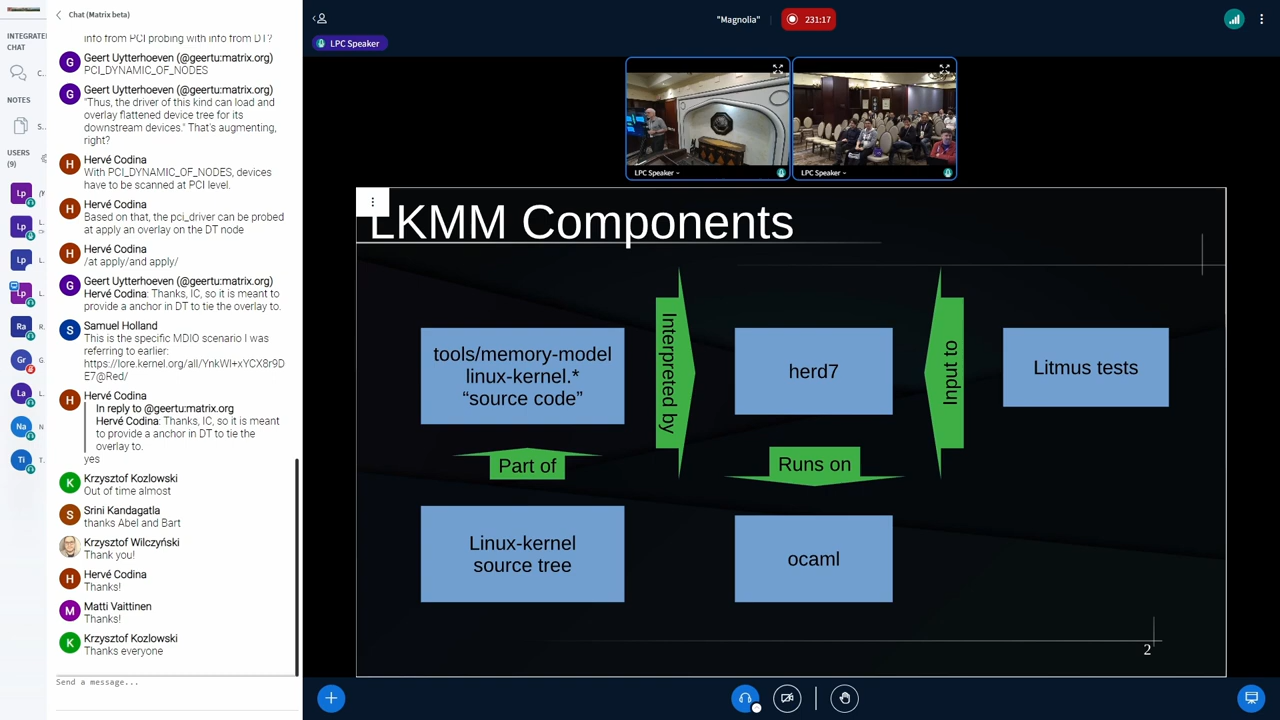 INTEGRATE
CHAT
C..
NOTES
S...
USERS
(9)
Lp
Lp
L.
Lp
L.
Lp
L.
Ra
R.
Gr
G.
La
L.
Na
N
Ti
T.
Chat (Matrix beta)
info from PCI probing with info from DT?
G
Geert Uytterhoeven (@geertu:matrix.org)
PCI_DYNAMIC_OF_NODES
G
Geert Uytterhoeven (@geertu:matrix.org)
"Thus, the driver of this kind can load and
overlay flattened device tree for its
downstream devices." That's augmenting,
right?
H
Hervé Codina
With PCI_DYNAMIC_OF_NODES, devices
have to be scanned at PCI level.
H
Hervé Codina
Based on that, the pci_driver can be probed
at apply an overlay on the DT node
H
Hervé Codina
/at apply/and apply/
G
Geert Uytterhoeven (@geertu:matrix.org)
Hervé Codina: Thanks, IC, so it is meant to
provide a anchor in DT to tie the overlay to.
S
Samuel Holland
This is the specific MDIO scenario I was
referring to earlier:
https://lore.kernel.org/all/YnkWl+xYCX8r9D
E7@Red/
H
Hervé Codina
In reply to @geertu:matrix.org
Hervé Codina: Thanks, IC, so it is meant
to provide a anchor in DT to tie the
overlay to.
yes
K
Krzysztof Kozlowski
Out of time almost
S
Srini Kandagatla
thanks Abel and Bart
Krzysztof Wilczyński
Thank you!
H
Hervé Codina
Thanks!
M
Matti Vaittinen
Thanks!
K
Krzysztof Kozlowski
Thanks everyone
Send a message...
"Magnolia"
231:17
LPC Speaker
LPC Speaker
LPC Speaker
LKMM Components
tools/memory-model
linux-kernel.*
“source code”
Interpreted by
herd7
Input to
Litmus tests
Part of
Runs on
Linux-kernel
source tree
ocaml
2